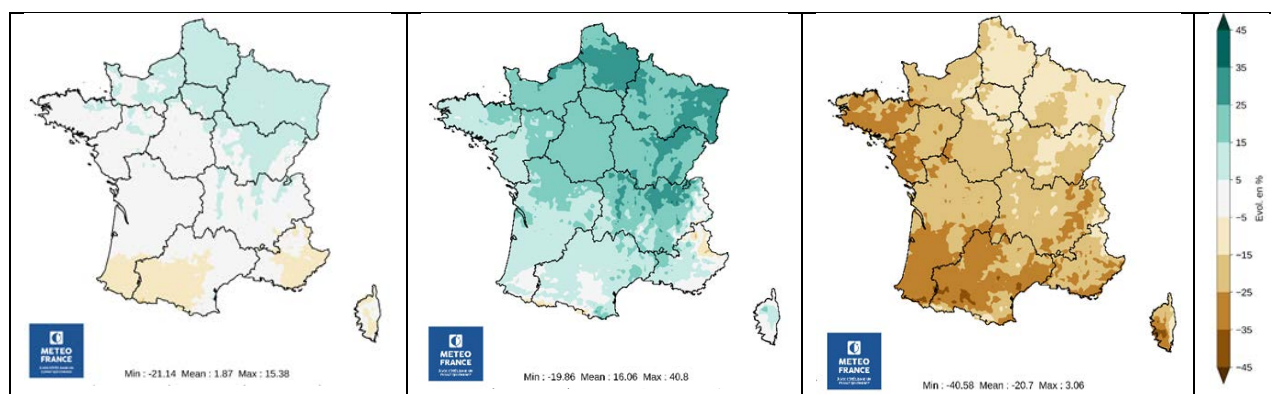 METEO
FRANCE
Min : -21.14 Mean : 1.87 Max : 15.38
METEO
FRANCE
Min : -19.86 Mean : 16.06 Max : 40.8
METEO
FRANCE
Min : -40.58 Mean : -20.7 Max : 3.06
45
35
25
15
5
-5
-15
-25
-35
-45
Evol. en %